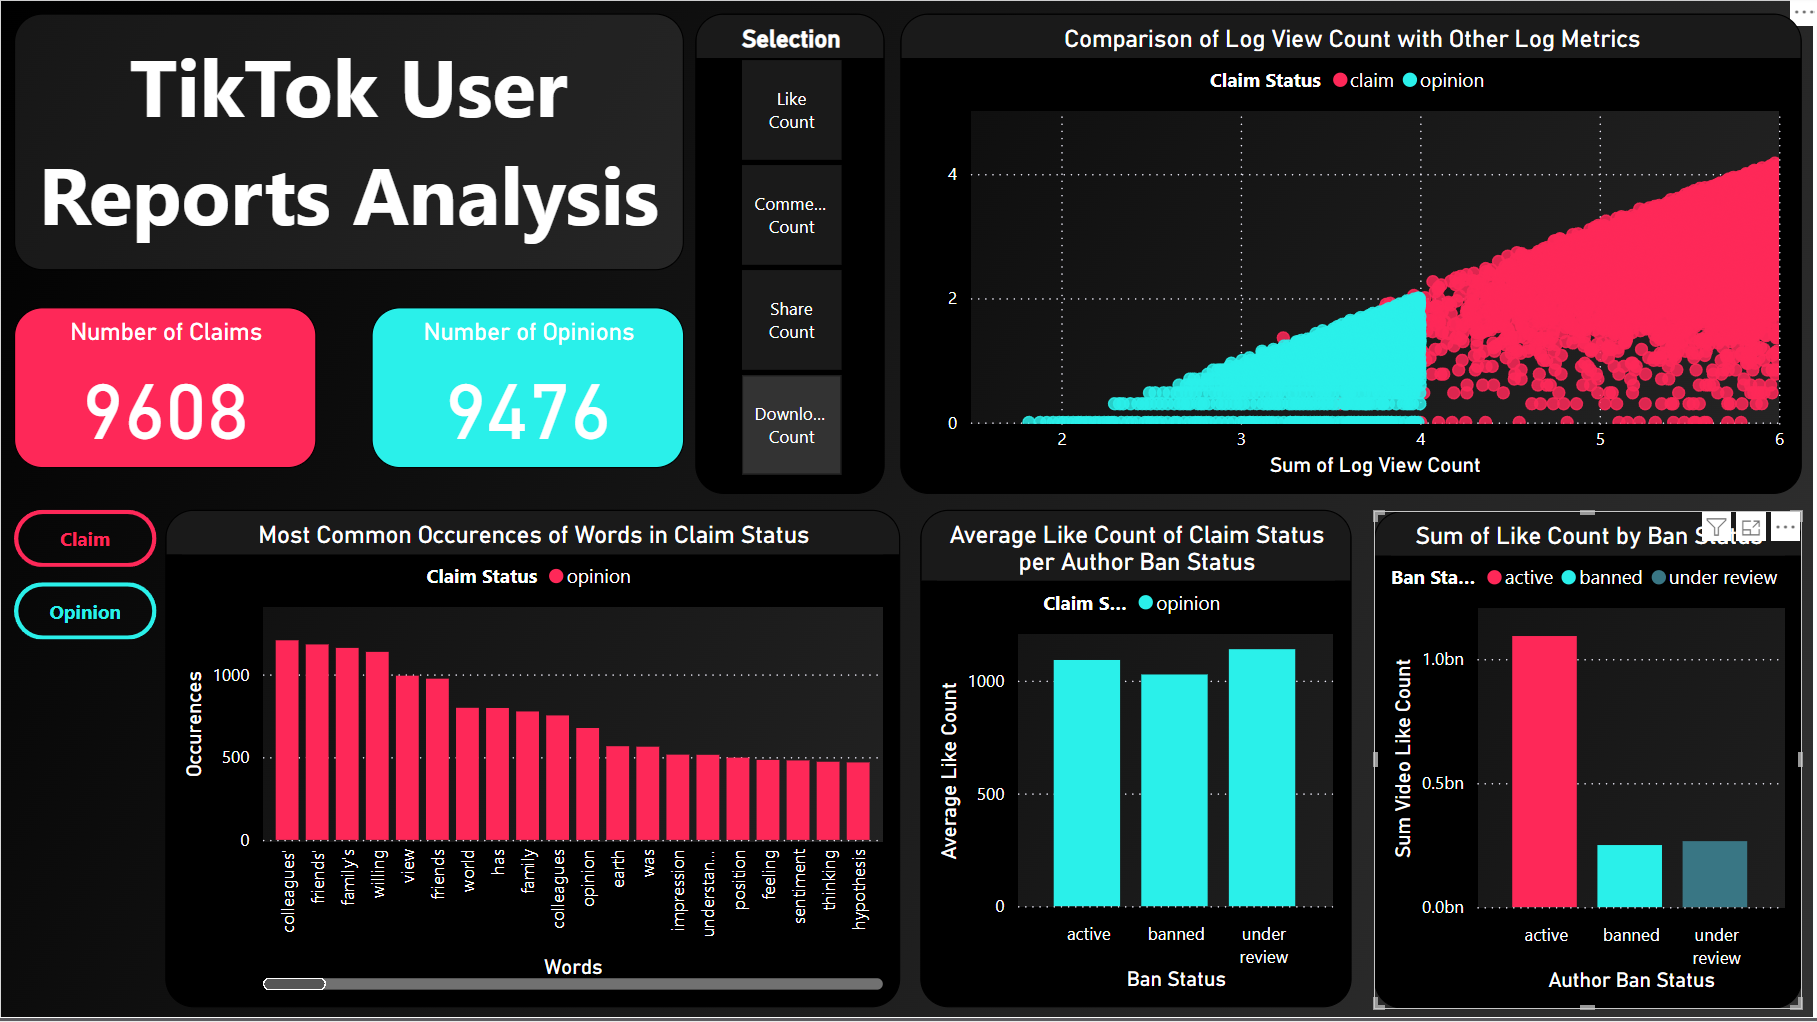 TikTok User
Reports Analysis
Number of Claims
9608
Number of Opinions
9476
Selection
Like
Count
Comme...
Count
Share
Count
Downlo...
Count
Comparison of Log View Count with Other Log Metrics
Claim Status claim opinion
4
2
0
2 3 4 5 6
Sum of Log View Count
Claim
Opinion
Most Common Occurences of Words in Claim Status
Claim Status opinion
Occurences
1000
500
0
colleagues'
friends'
family's
willing
view
friends
world
has
family
colleagues
opinion
earth
was
impression
understan...
position
feeling
sentiment
thinking
hypothesis
Words
Average Like Count of Claim Status
per Author Ban Status
Claim S... opinion
Average Like Count
1000
500
0
active banned under
review
Ban Status
Sum of Like Count by Ban Status
Ban Sta... active banned under review
Sum Video Like Count
1.0bn
0.5bn
0.0bn
active banned under
review
Author Ban Status